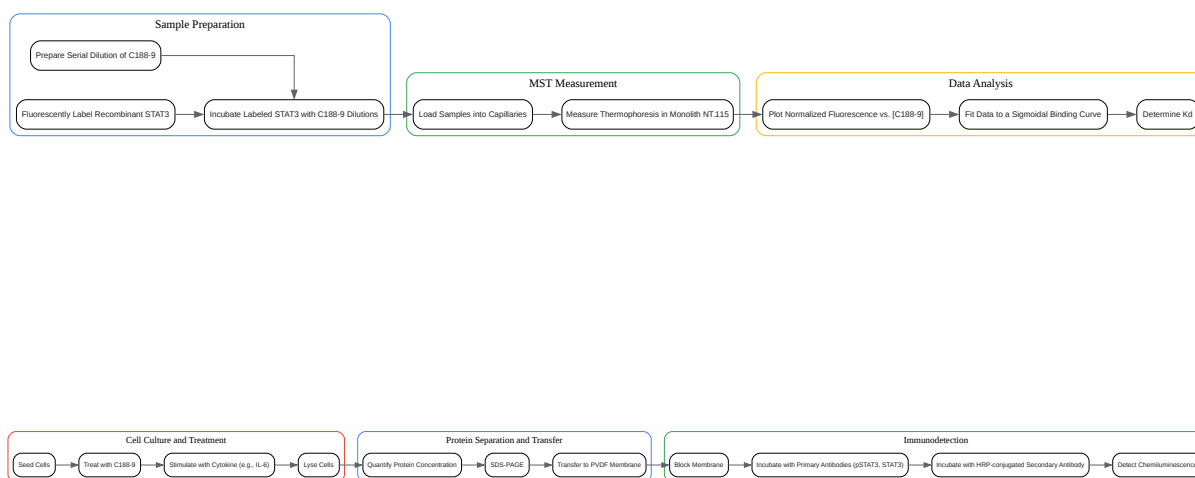 Sample Preparation
Prepare Serial Dilution of C188-9
Fluorescently Label Recombinant STAT3
Incubate Labeled STAT3 with C188-9 Dilutions
MST Measurement
Load Samples into Capillaries
Measure Thermophoresis in Monolith NT.115
Data Analysis
Plot Normalized Fluorescence vs. [C188-9]
Fit Data to a Sigmoidal Binding Curve
Determine Kd
Cell Culture and Treatment
Seed Cells
Treat with C188-9
Stimulate with Cytokine (e.g., IL-6)
Lyse Cells
Protein Separation and Transfer
Quantify Protein Concentration
SDS-PAGE
Transfer to PVDF Membrane
Immunodetection
Block Membrane
Incubate with Primary Antibodies (pSTAT3, STAT3)
Incubate with HRP-conjugated Secondary Antibody
Detect Chemiluminescence